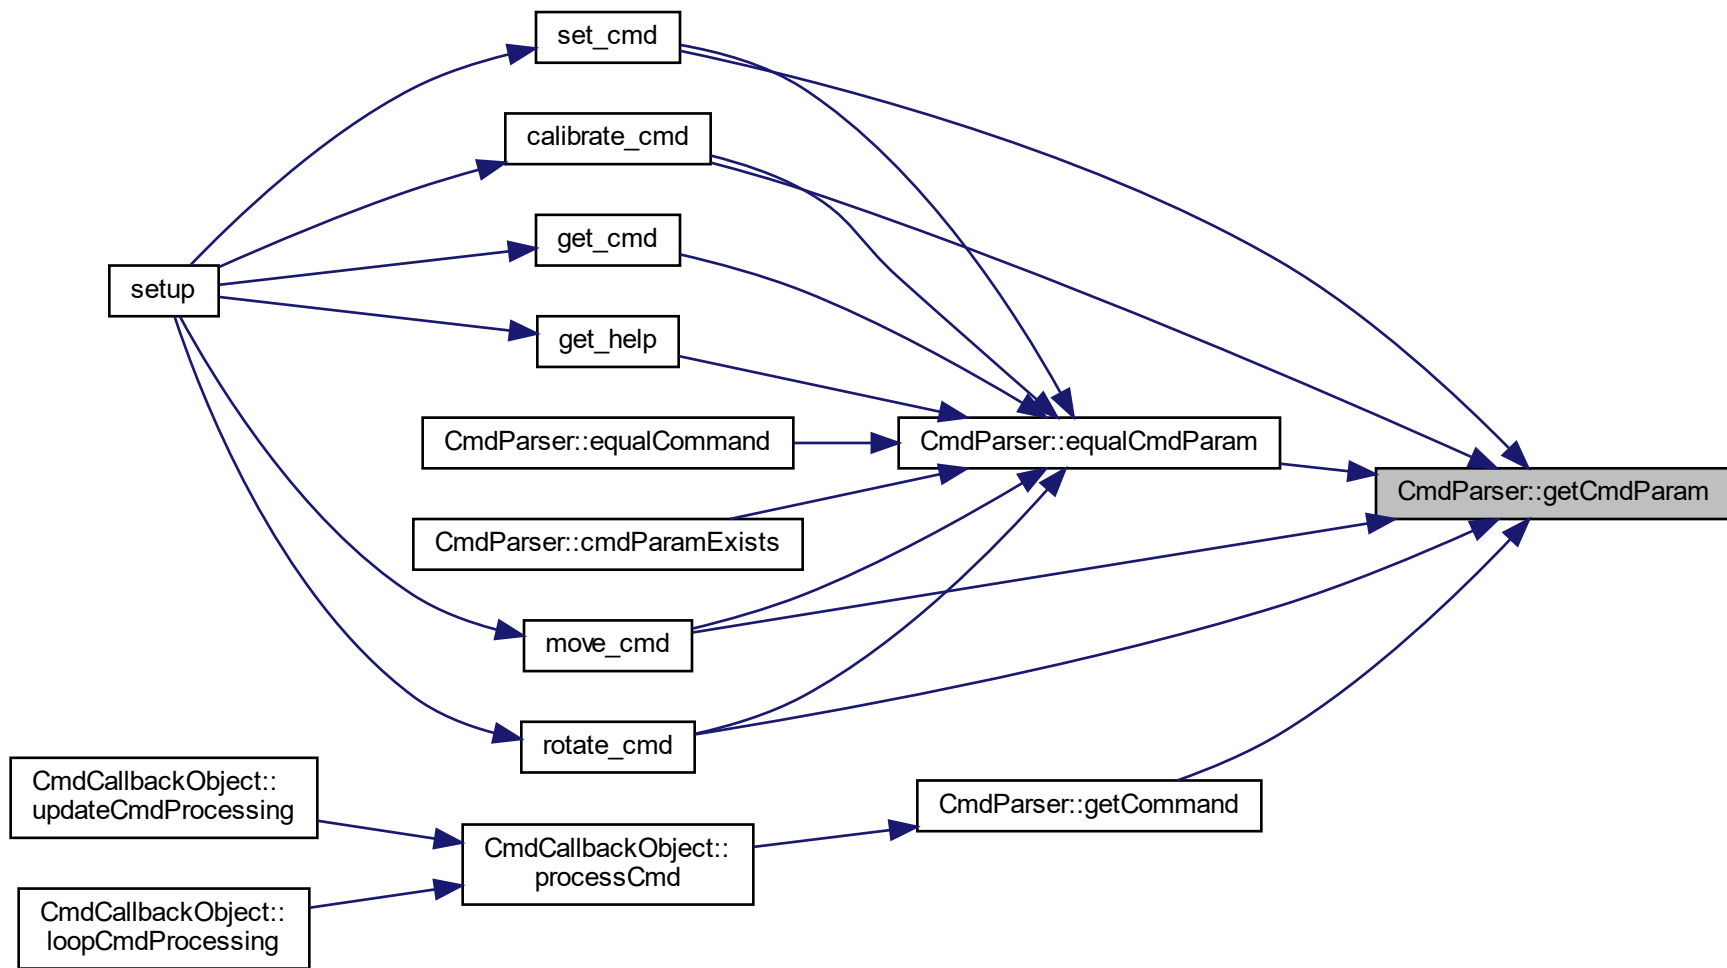 set_cmd
calibrate_cmd
get_cmd
setup
get_help
CmdParser::equalCommand
CmdParser::equalCmdParam
CmdParser::getCmdParam
CmdParser::cmdParamExists
move_cmd
rotate_cmd
CmdCallbackObject::
updateCmdProcessing
CmdParser::getCommand
CmdCallbackObject::
processCmd
CmdCallbackObject::
loopCmdProcessing